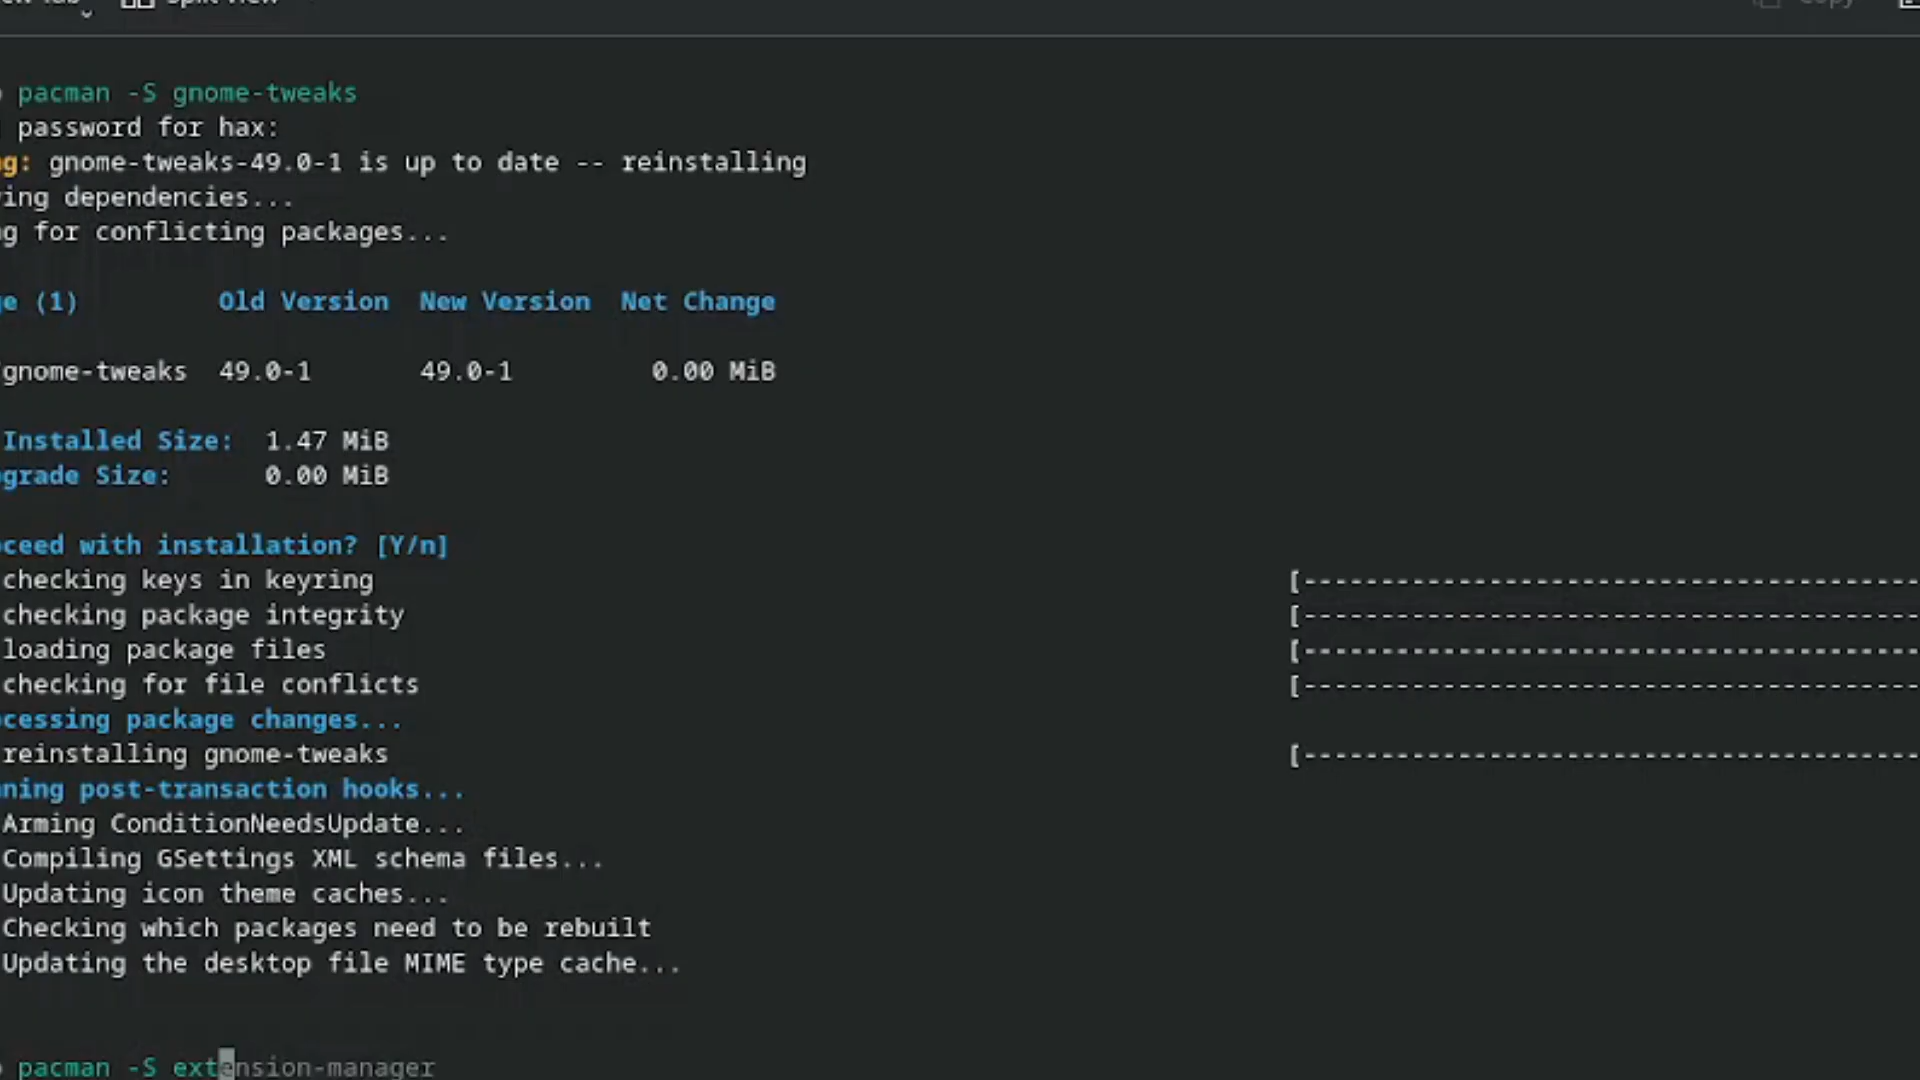 Split View Copy
pacman -S gnome-tweaks
password for hax:
g: gnome-tweaks-49.0-1 is up to date -- reinstalling
ving dependencies...
g for conflicting packages...
ge (1) Old Version New Version Net Change
gnome-tweaks 49.0-1 49.0-1 0.00 MiB
Installed Size: 1.47 MiB
grade Size: 0.00 MiB
ceed with installation? [Y/n]
checking keys in keyring [----------------------------------------
checking package integrity [----------------------------------------
loading package files [----------------------------------------
checking for file conflicts [----------------------------------------
cessing package changes...
reinstalling gnome-tweaks [----------------------------------------
ning post-transaction hooks...
Arming ConditionNeedsUpdate...
Compiling GSettings XML schema files...
Updating icon theme caches...
Checking which packages need to be rebuilt
Updating the desktop file MIME type cache...
pacman -S extension-manager